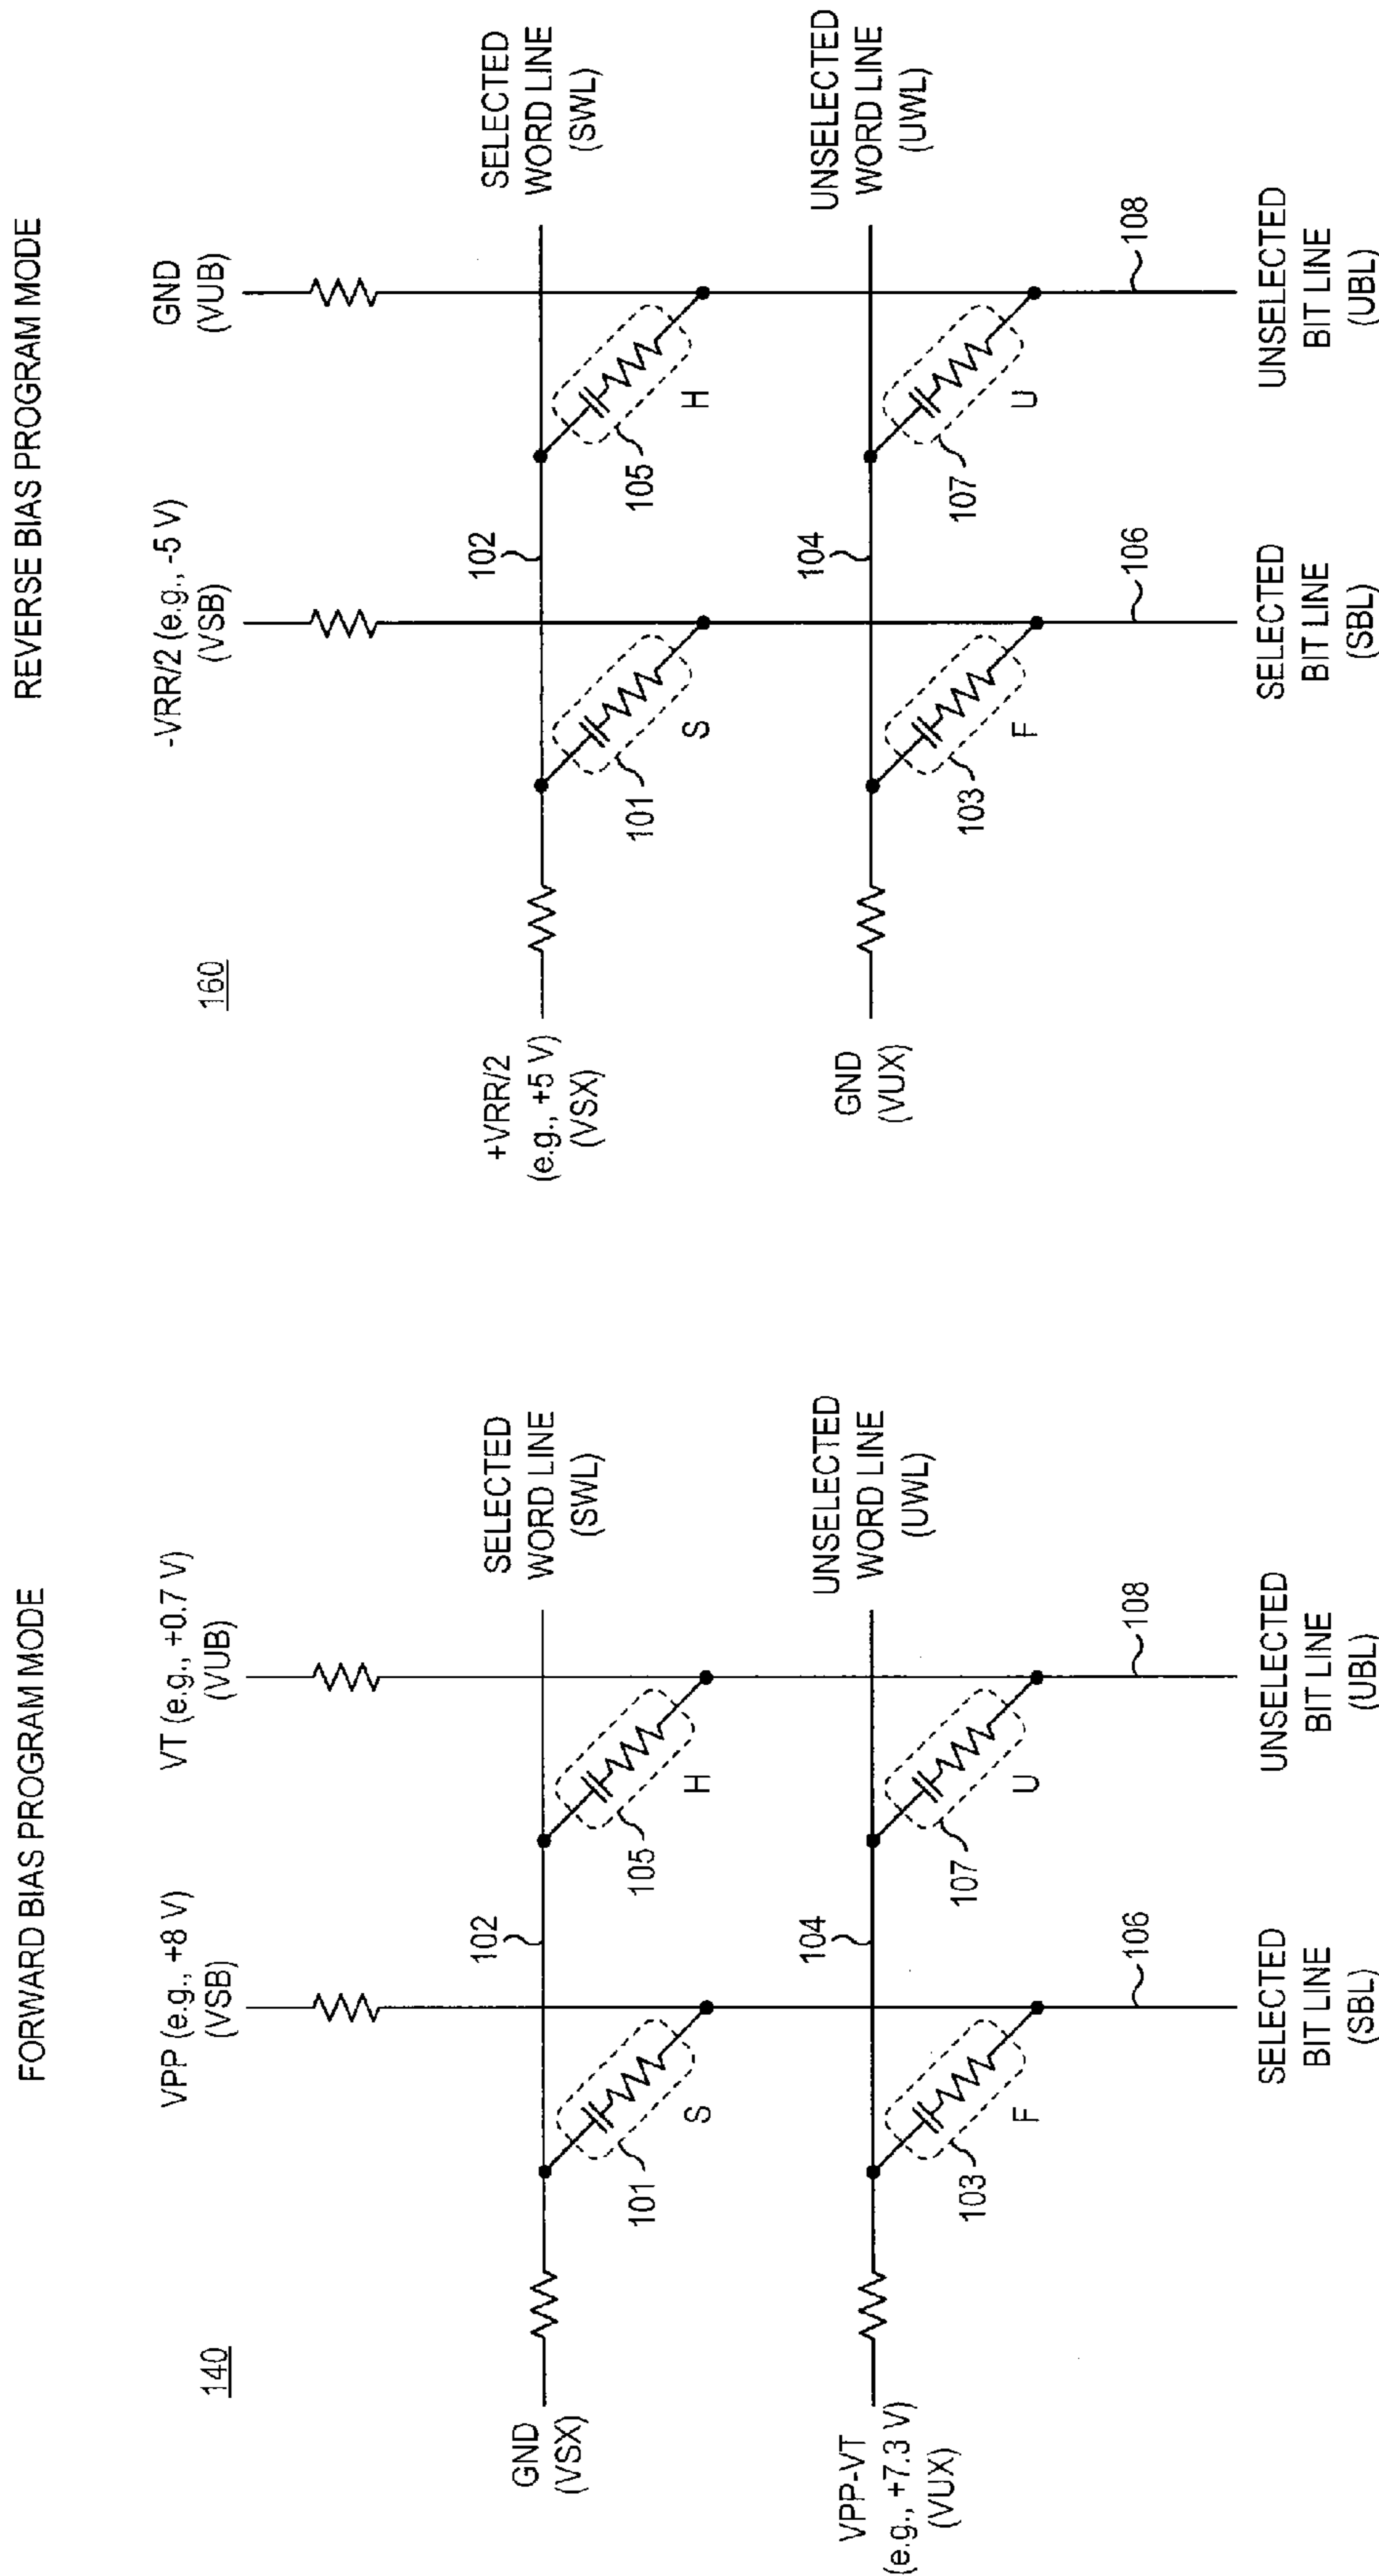 FORWARD BIAS PROGRAM MODE
140
VPP (e.g., +8 V)
(VSB)
VT (e.g., +0.7 V)
(VUB)
GND
(VSX)
102
SELECTED
WORD LINE
(SWL)
101
S
105
H
VPP-VT
(e.g., +7.3 V)
(VUX)
104
UNSELECTED
WORD LINE
(UWL)
103
F
107
U
106
108
SELECTED
BIT LINE
(SBL)
UNSELECTED
BIT LINE
(UBL)
REVERSE BIAS PROGRAM MODE
160
-VRR/2 (e.g., -5 V)
(VSB)
GND
(VUB)
+VRR/2
(e.g., +5 V)
(VSX)
102
SELECTED
WORD LINE
(SWL)
101
S
105
H
GND
(VUX)
104
UNSELECTED
WORD LINE
(UWL)
103
F
107
U
106
108
SELECTED
BIT LINE
(SBL)
UNSELECTED
BIT LINE
(UBL)